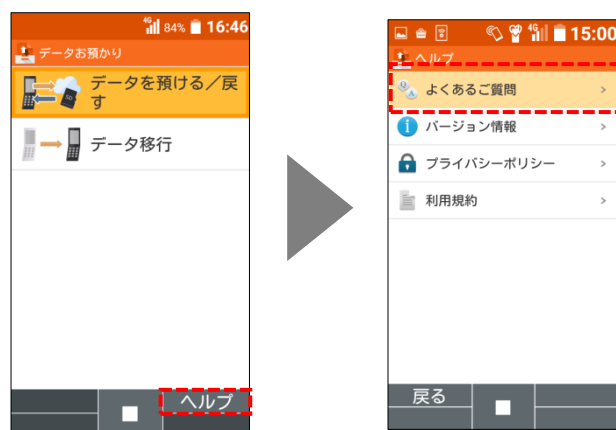 4G 84% 16:46
データお預かり
データを預ける／戻
す
データ移行
ヘルプ
4G 15:00
ヘルプ
よくあるご質問
バージョン情報
プライバシーポリシー
利用規約
戻る